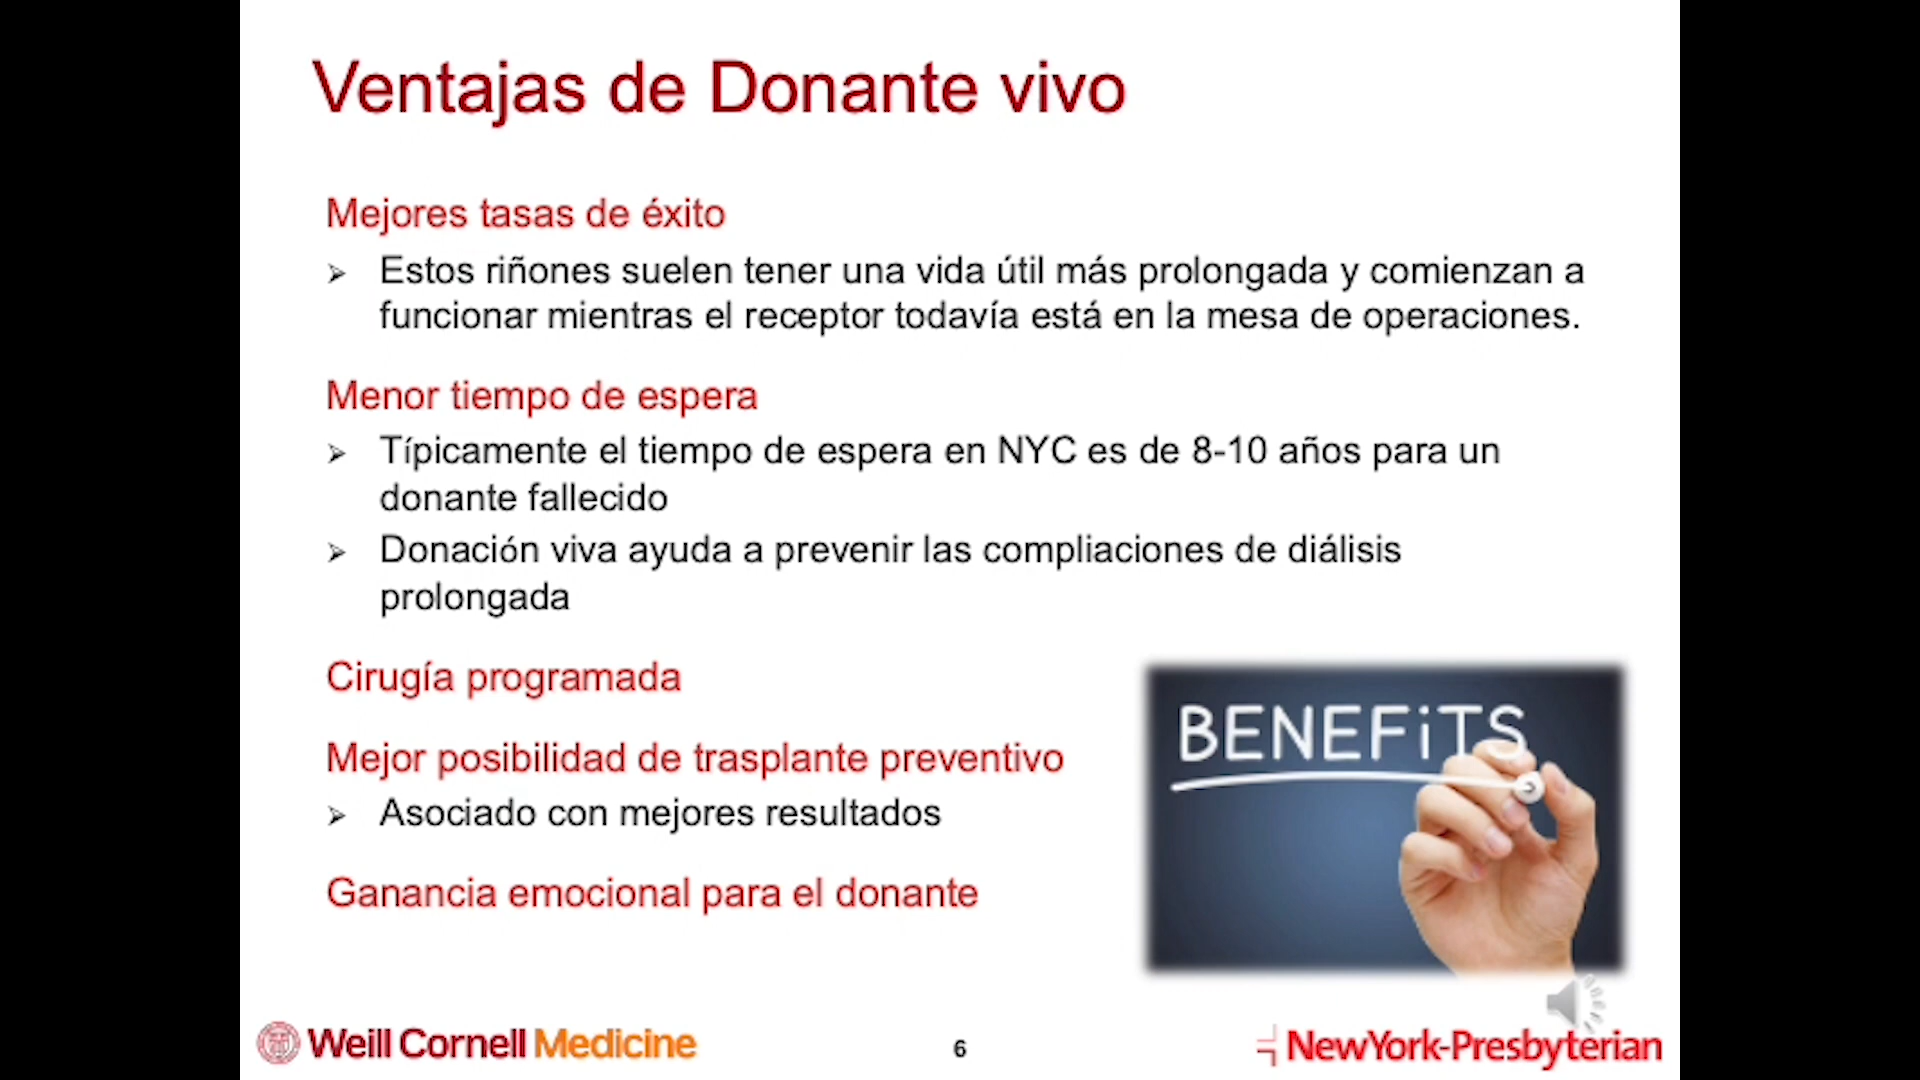 Ventajas de Donante vivo
Mejores tasas de éxito
➢ Estos riñones suelen tener una vida útil más prolongada y comienzan a
funcionar mientras el receptor todavía está en la mesa de operaciones.
Menor tiempo de espera
➢ Típicamente el tiempo de espera en NYC es de 8-10 años para un
donante fallecido
➢ Donación viva ayuda a prevenir las compliaciones de diálisis
prolongada
Cirugía programada
Mejor posibilidad de trasplante preventivo
➢ Asociado con mejores resultados
Ganancia emocional para el donante
BENEFiTS
Weill Cornell Medicine
6
NewYork-Presbyterian